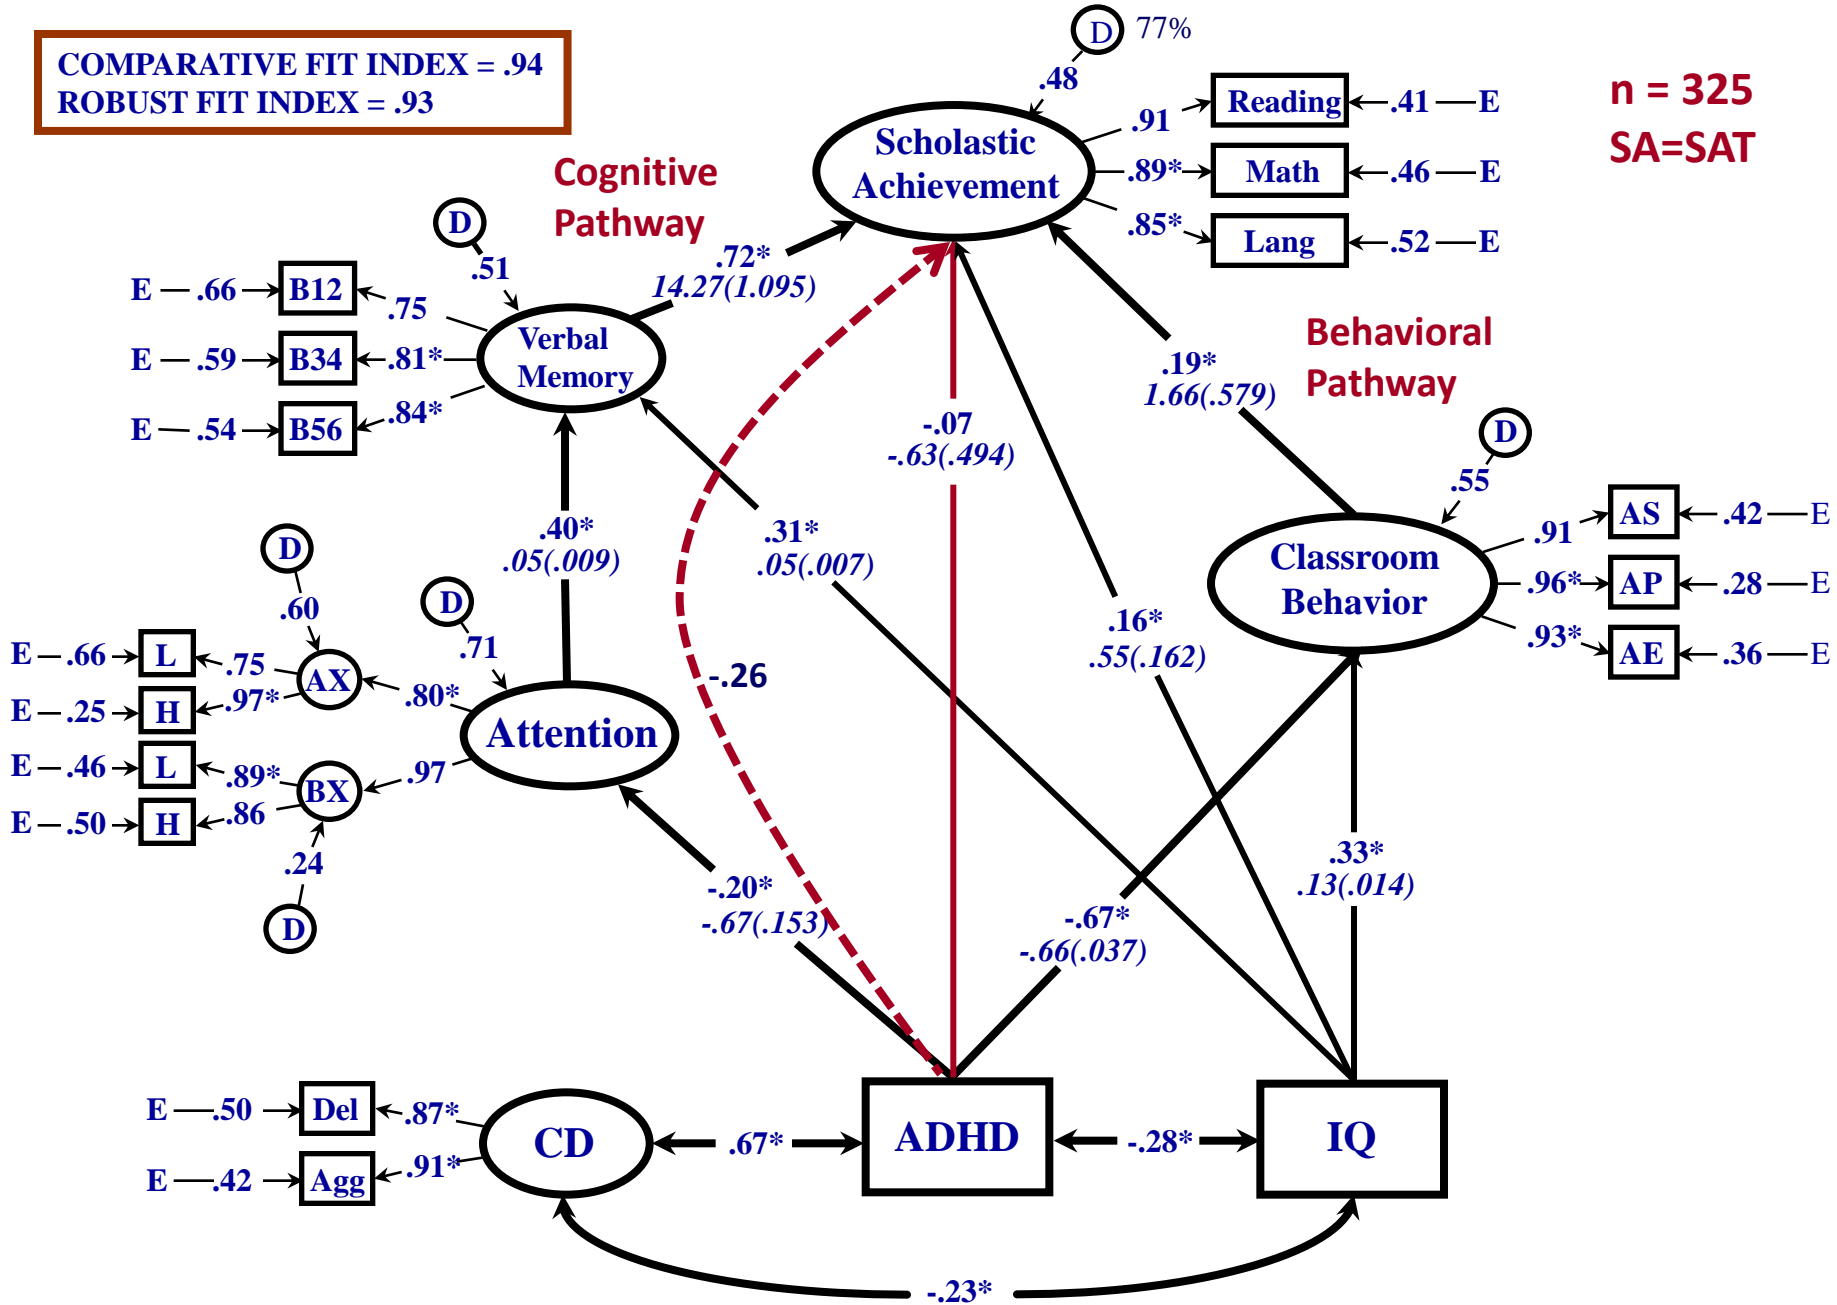 D 77%
COMPARATIVE FIT INDEX = .94
ROBUST FIT INDEX = .93
.48
n = 325
SA=SAT
.91 Reading .41 E
Scholastic
Achievement
.89* Math .46 E
.85* Lang .52 E
Cognitive
Pathway
D
.51
.72*
14.27(1.095)
E .66 B12 .75
E .59 B34 .81*
E .54 B56 .84*
Verbal
Memory
Behavioral
Pathway
.19*
1.66(.579)
-.07
-.63(.494)
D
.55
.40*
.05(.009)
.31*
.05(.007)
.91 AS .42 E
Classroom
Behavior
.96* AP .28 E
.93* AE .36 E
D
.60
D
.71
.16*
.55(.162)
E .66 L .75
AX
.80*
E .25 H .97*
-.26
Attention
E .46 L .89*
BX
.97
E .50 H .86
.24
D
-.20*
-.67(.153)
-.67*
-.66(.037)
.33*
.13(.014)
E .50 Del .87*
E .42 Agg .91*
CD .67* ADHD -.28* IQ
-.23*